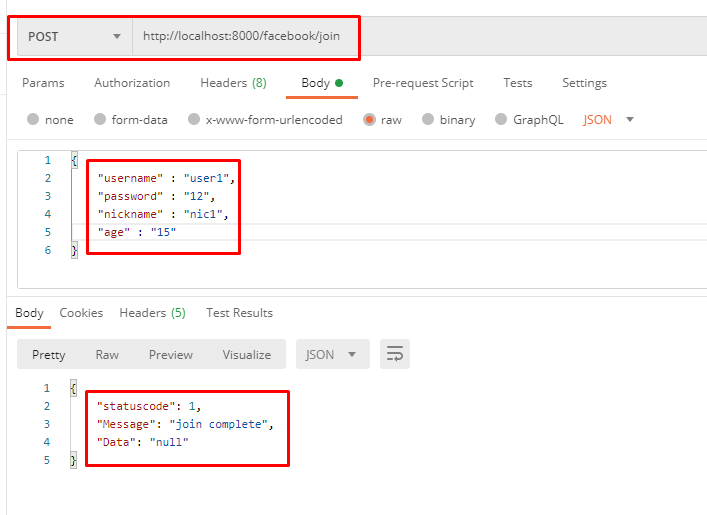 POST http://localhost:8000/facebook/join
Params Authorization Headers (8) Body Pre-request Script Tests Settings
none form-data x-www-form-urlencoded raw binary GraphQL JSON
1 {
2 "username" : "user1",
3 "password" : "12",
4 "nickname" : "nic1",
5 "age" : "15"
6 }
Body Cookies Headers (5) Test Results
Pretty Raw Preview Visualize JSON
1 {
2 "statuscode": 1,
3 "Message": "join complete",
4 "Data": "null"
5 }